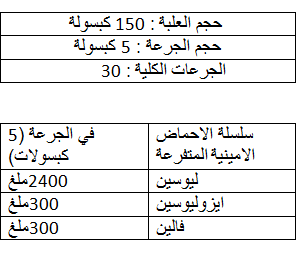 حجم العلبة : 150 كبسولة
حجم الجرعة : 5 كبسولة
الجرعات الكلية : 30
سلسلة الاحماض الامينية المتفرعة
في الجرعة (5 كبسولات)
ليوسين
2400ملغ
ايزوليوسين
300ملغ
فالين
300ملغ